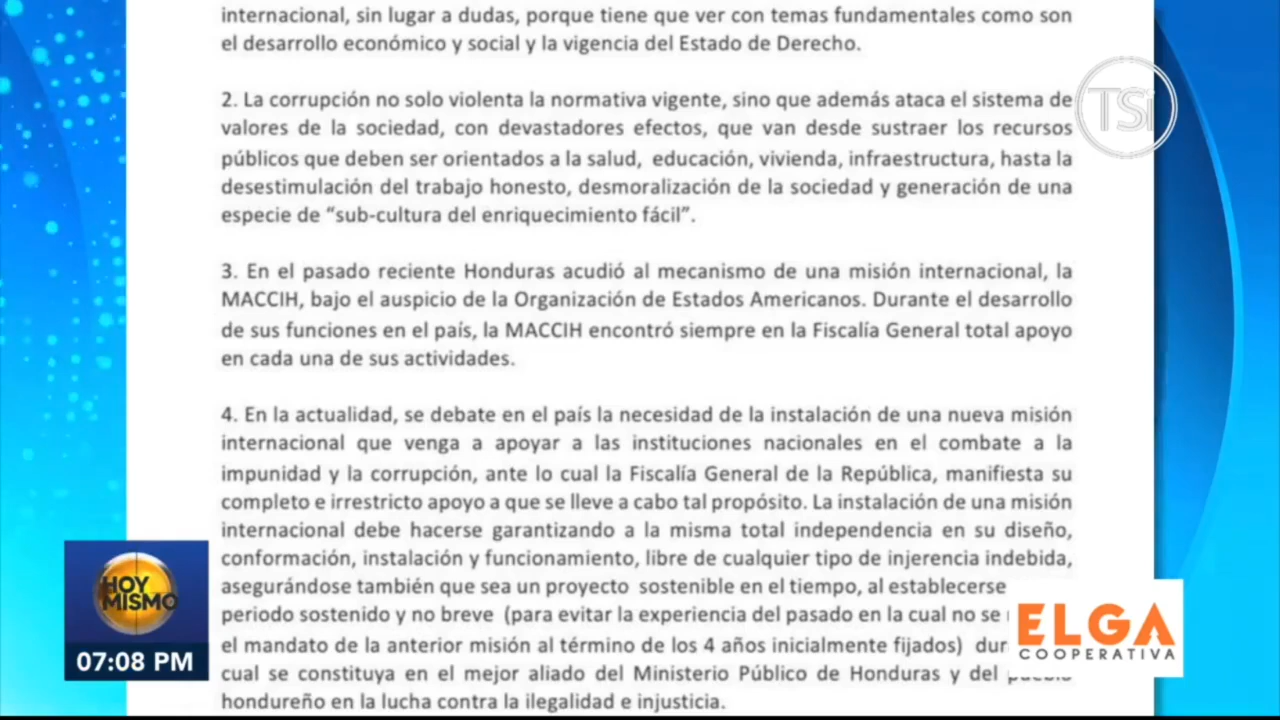 internacional, sin lugar a dudas, porque tiene que ver con temas fundamentales como son
el desarrollo económico y social y la vigencia del Estado de Derecho.
2. La corrupción no solo violenta la normativa vigente, sino que además ataca el sistema de
valores de la sociedad, con devastadores efectos, que van desde sustraer los recursos
públicos que deben ser orientados a la salud, educación, vivienda, infraestructura, hasta la
desestimulación del trabajo honesto, desmoralización de la sociedad y generación de una
especie de “sub-cultura del enriquecimiento fácil”.
3. En el pasado reciente Honduras acudió al mecanismo de una misión internacional, la
MACCIH, bajo el auspicio de la Organización de Estados Americanos. Durante el desarrollo
de sus funciones en el país, la MACCIH encontró siempre en la Fiscalía General total apoyo
en cada una de sus actividades.
4. En la actualidad, se debate en el país la necesidad de la instalación de una nueva misión
internacional que venga a apoyar a las instituciones nacionales en el combate a la
impunidad y la corrupción, ante lo cual la Fiscalía General de la República, manifiesta su
completo e irrestricto apoyo a que se lleve a cabo tal propósito. La instalación de una misión
internacional debe hacerse garantizando a la misma total independencia en su diseño,
conformación, instalación y funcionamiento, libre de cualquier tipo de injerencia indebida,
asegurándose también que sea un proyecto sostenible en el tiempo, al establecerse
periodo sostenido y no breve (para evitar la experiencia del pasado en la cual no se
el mandato de la anterior misión al término de los 4 años inicialmente fijados)
cual se constituya en el mejor aliado del Ministerio Público de Honduras y del
hondureño en la lucha contra la ilegalidad e injusticia.
TSi
HOY
MISMO
07:08 PM
ELGA
COOPERATIVA